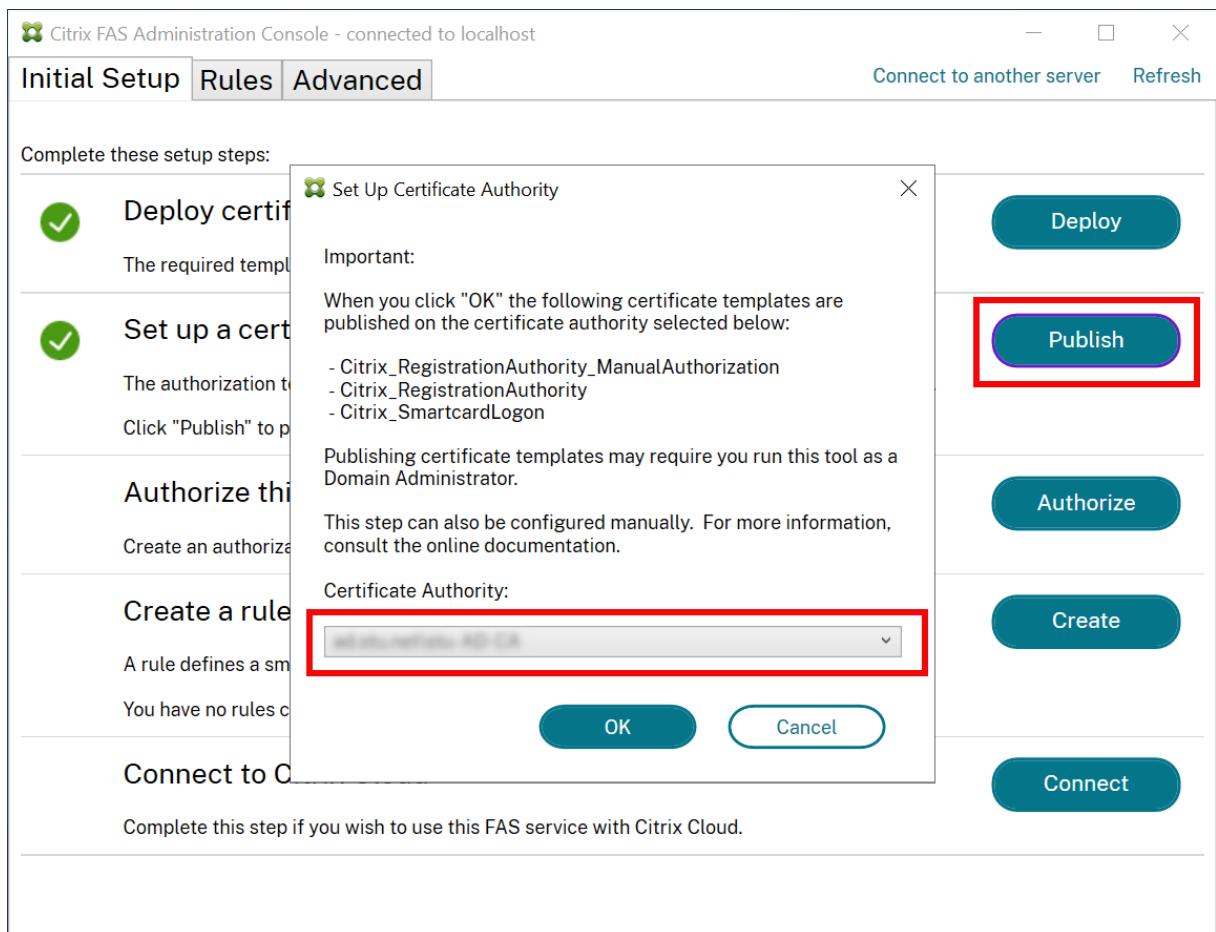 Citrix FAS Administration Console - connected to localhost
Initial Setup Rules Advanced Connect to another server Refresh
Complete these setup steps:
Deploy certif
The required templ
Deploy
Set up a cert
The authorization t
Click "Publish" to p
Publish
Authorize thi
Create an authoriza
Authorize
Create a rule
A rule defines a sm
You have no rules c
Create
Connect to C
Complete this step if you wish to use this FAS service with Citrix Cloud.
Connect
Set Up Certificate Authority
Important:
When you click "OK" the following certificate templates are
published on the certificate authority selected below:
- Citrix_RegistrationAuthority_ManualAuthorization
- Citrix_RegistrationAuthority
- Citrix_SmartcardLogon
Publishing certificate templates may require you run this tool as a
Domain Administrator.
This step can also be configured manually. For more information,
consult the online documentation.
Certificate Authority:
OK Cancel